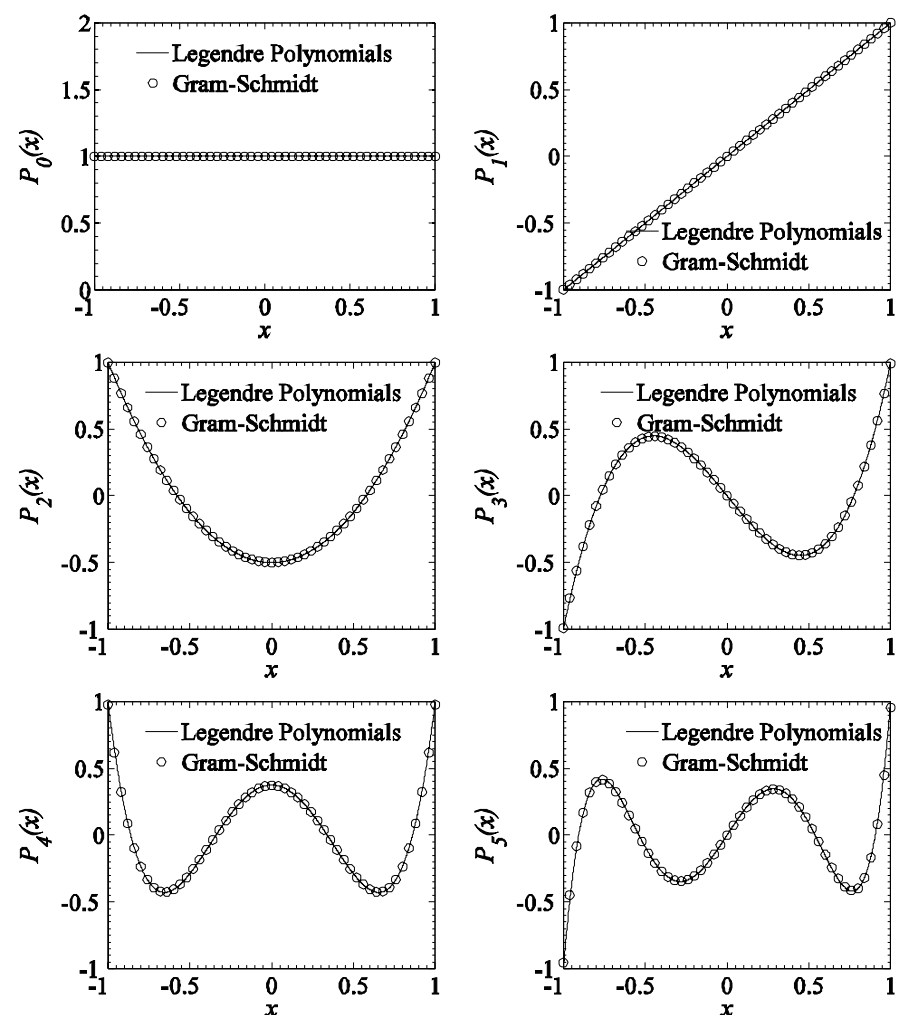 2
1.5
1
0.5
0
P0(x)
Legendre Polynomials
Gram-Schmidt
-1 -0.5 0 0.5 1
x
1
0.5
0
-0.5
-1
P1(x)
Legendre Polynomials
Gram-Schmidt
-1 -0.5 0 0.5 1
x
1
0.5
0
-0.5
-1
P2(x)
Legendre Polynomials
Gram-Schmidt
-1 -0.5 0 0.5 1
x
1
0.5
0
-0.5
-1
P3(x)
Legendre Polynomials
Gram-Schmidt
-1 -0.5 0 0.5 1
x
1
0.5
0
-0.5
-1
P4(x)
Legendre Polynomials
Gram-Schmidt
-1 -0.5 0 0.5 1
x
1
0.5
0
-0.5
-1
P5(x)
Legendre Polynomials
Gram-Schmidt
-1 -0.5 0 0.5 1
x